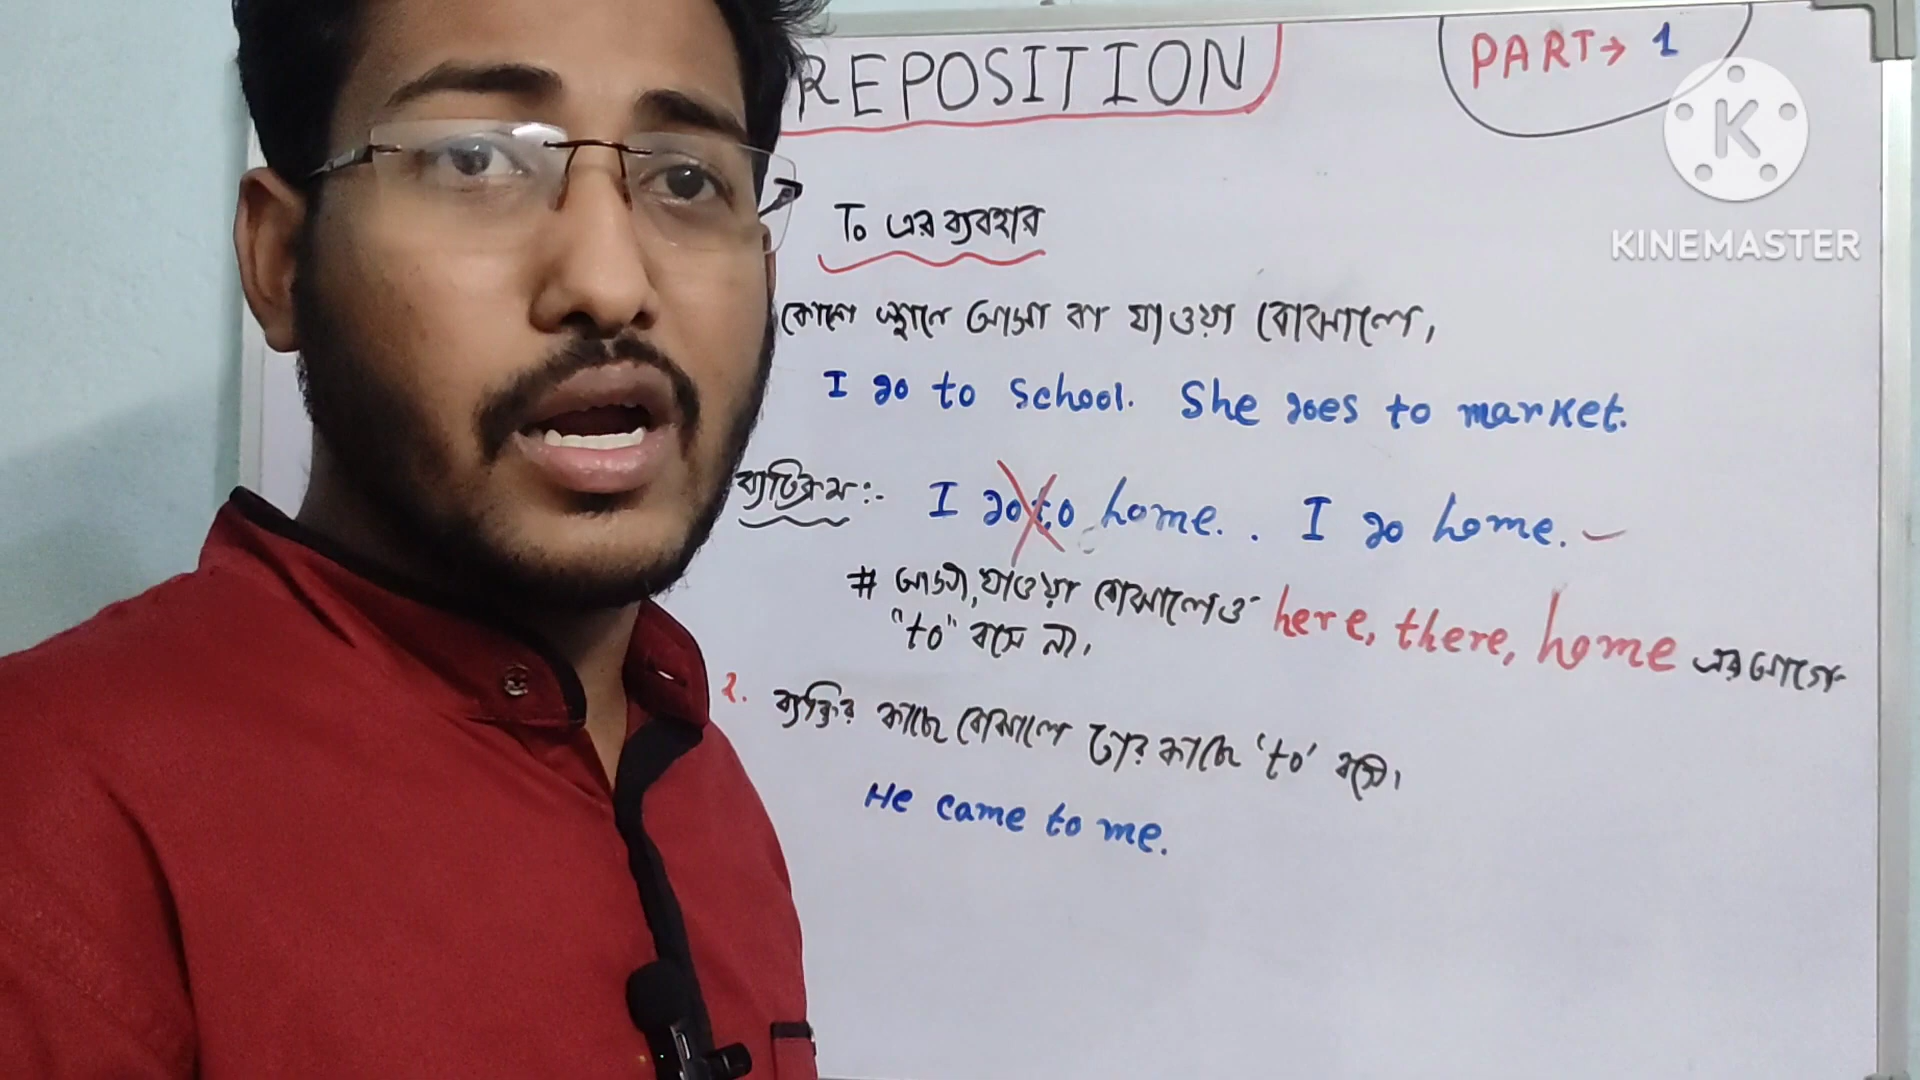 REPOSITION
PART → 1
K
KINEMASTER
To এর ব্যবহার
কোনো স্থানে আসা বা যাওয়া বোঝালে,
I go to school. She goes to market.
ব্যতিক্রম :- I go to home. . I go home.
# আসা, যাওয়া বোঝালেও here, there, home এর আগে
"to" বসে না।
২. ব্যক্তির কাছে বোঝালে তার কাছে 'to' বসে।
He came to me.